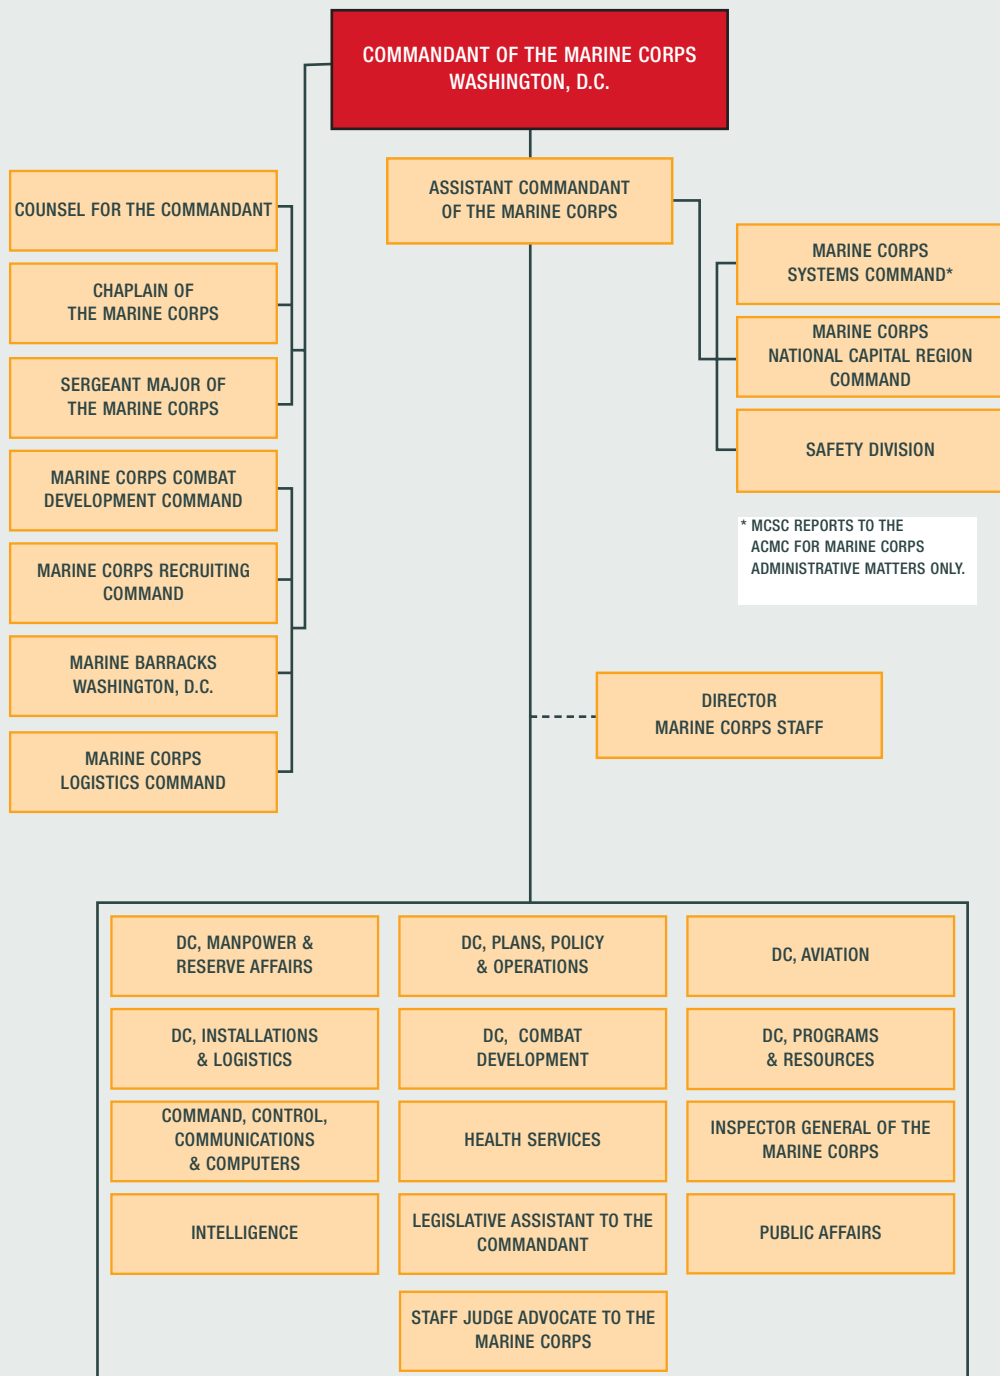 COMMANDANT OF THE MARINE CORPS
WASHINGTON, D.C.
ASSISTANT COMMANDANT
OF THE MARINE CORPS
COUNSEL FOR THE COMMANDANT
CHAPLAIN OF
THE MARINE CORPS
SERGEANT MAJOR OF
THE MARINE CORPS
MARINE CORPS COMBAT
DEVELOPMENT COMMAND
MARINE CORPS RECRUITING
COMMAND
MARINE BARRACKS
WASHINGTON, D.C.
MARINE CORPS
LOGISTICS COMMAND
MARINE CORPS
SYSTEMS COMMAND*
MARINE CORPS
NATIONAL CAPITAL REGION
COMMAND
SAFETY DIVISION
* MCSC REPORTS TO THE
ACMC FOR MARINE CORPS
ADMINISTRATIVE MATTERS ONLY.
DIRECTOR
MARINE CORPS STAFF
DC, MANPOWER &
RESERVE AFFAIRS
DC, PLANS, POLICY
& OPERATIONS
DC, AVIATION
DC, INSTALLATIONS
& LOGISTICS
DC, COMBAT
DEVELOPMENT
DC, PROGRAMS
& RESOURCES
COMMAND, CONTROL,
COMMUNICATIONS
& COMPUTERS
HEALTH SERVICES
INSPECTOR GENERAL OF THE
MARINE CORPS
INTELLIGENCE
LEGISLATIVE ASSISTANT TO THE
COMMANDANT
PUBLIC AFFAIRS
STAFF JUDGE ADVOCATE TO THE
MARINE CORPS